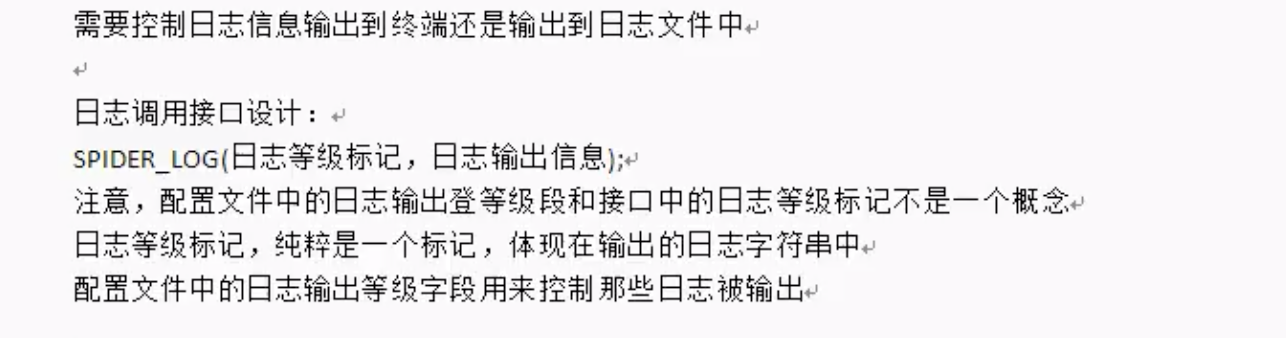 需要控制日志信息输出到终端还是输出到日志文件中
日志调用接口设计：
SPIDER_LOG(日志等级标记，日志输出信息);
注意，配置文件中的日志输出登等级段和接口中的日志等级标记不是一个概念
日志等级标记，纯粹是一个标记，体现在输出的日志字符串中
配置文件中的日志输出等级字段用来控制那些日志被输出